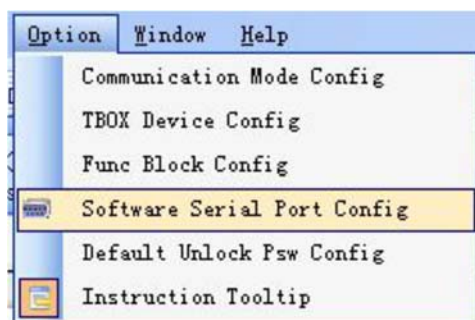 Option Window Help
Communication Mode Config
TBOX Device Config
Func Block Config
Software Serial Port Config
Default Unlock Psw Config
Instruction Tooltip